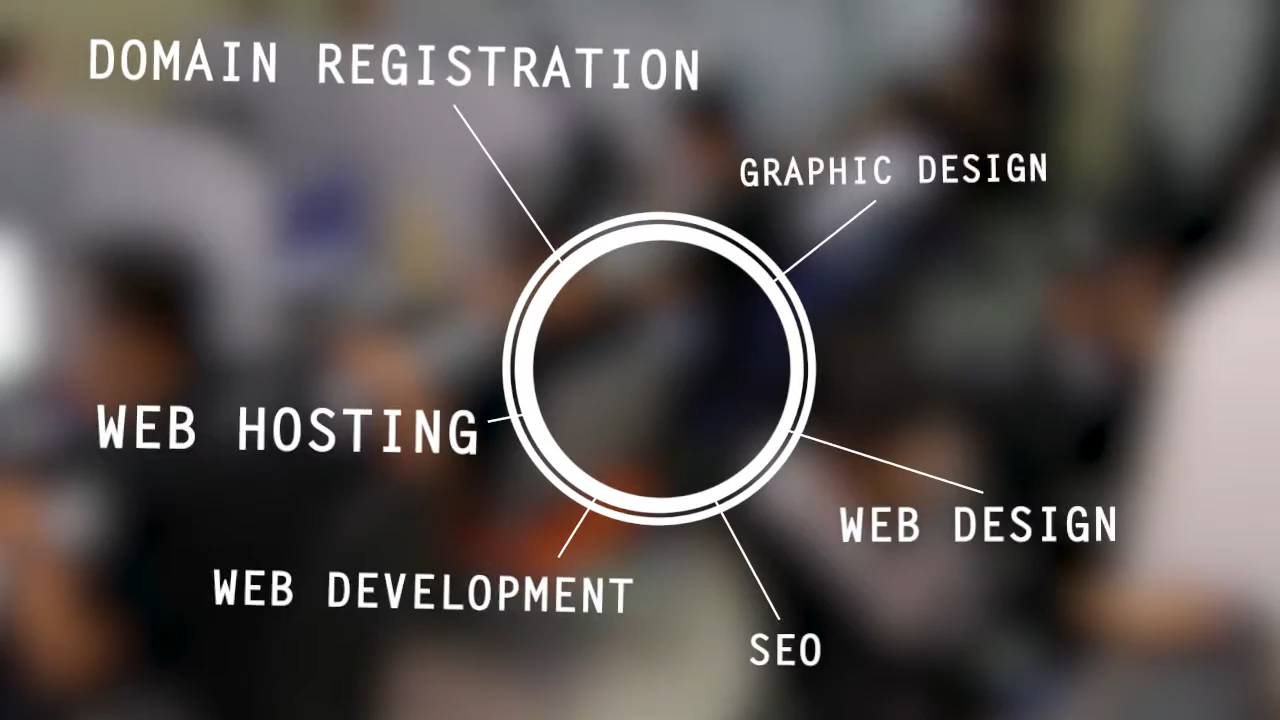 DOMAIN REGISTRATION
GRAPHIC DESIGN
WEB HOSTING
WEB DESIGN
WEB DEVELOPMENT
SEO